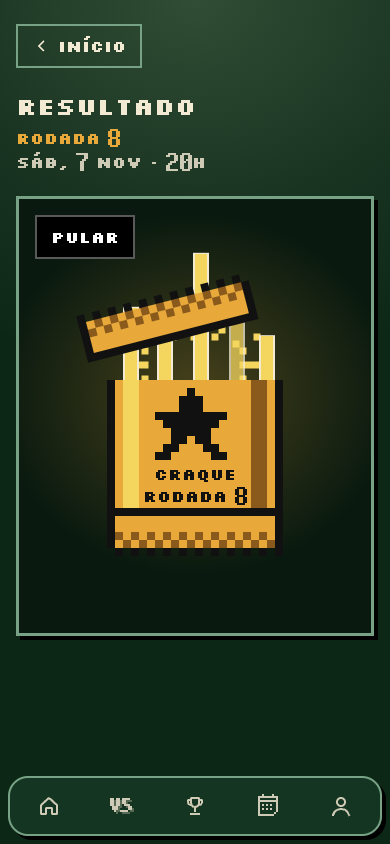 INÍCIO
RESULTADO
RODADA 8
SÁB, 7 NOV · 20H
PULAR
CRAQUE
RODADA 8
VS